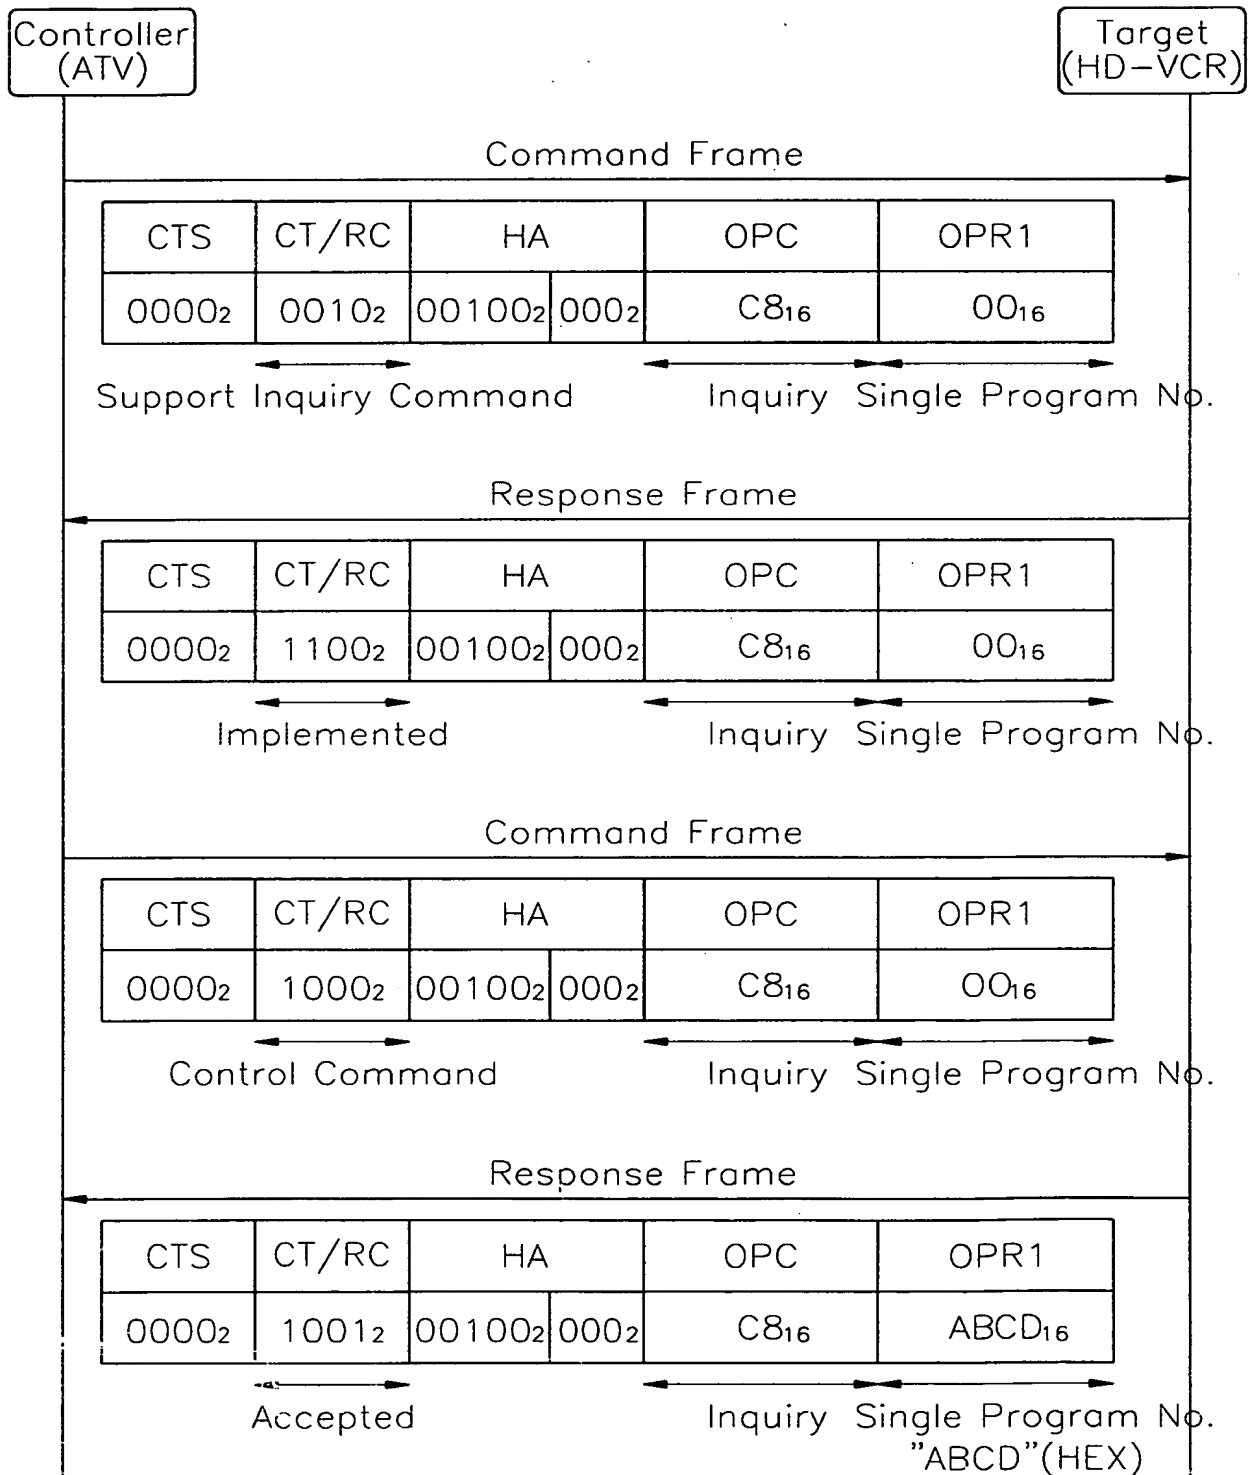 Controller
(ATV)
Target
(HD-VCR)
Command Frame
CTS CT/RC HA OPC OPR1
0000₂ 0010₂ 00100₂ 000₂ C8₁₆ 00₁₆
Support Inquiry Command Inquiry Single Program No.
Response Frame
CTS CT/RC HA OPC OPR1
0000₂ 1100₂ 00100₂ 000₂ C8₁₆ 00₁₆
Implemented Inquiry Single Program No.
Command Frame
CTS CT/RC HA OPC OPR1
0000₂ 1000₂ 00100₂ 000₂ C8₁₆ 00₁₆
Control Command Inquiry Single Program No.
Response Frame
CTS CT/RC HA OPC OPR1
0000₂ 1001₂ 00100₂ 000₂ C8₁₆ ABCD₁₆
Accepted Inquiry Single Program No.
"ABCD"(HEX)